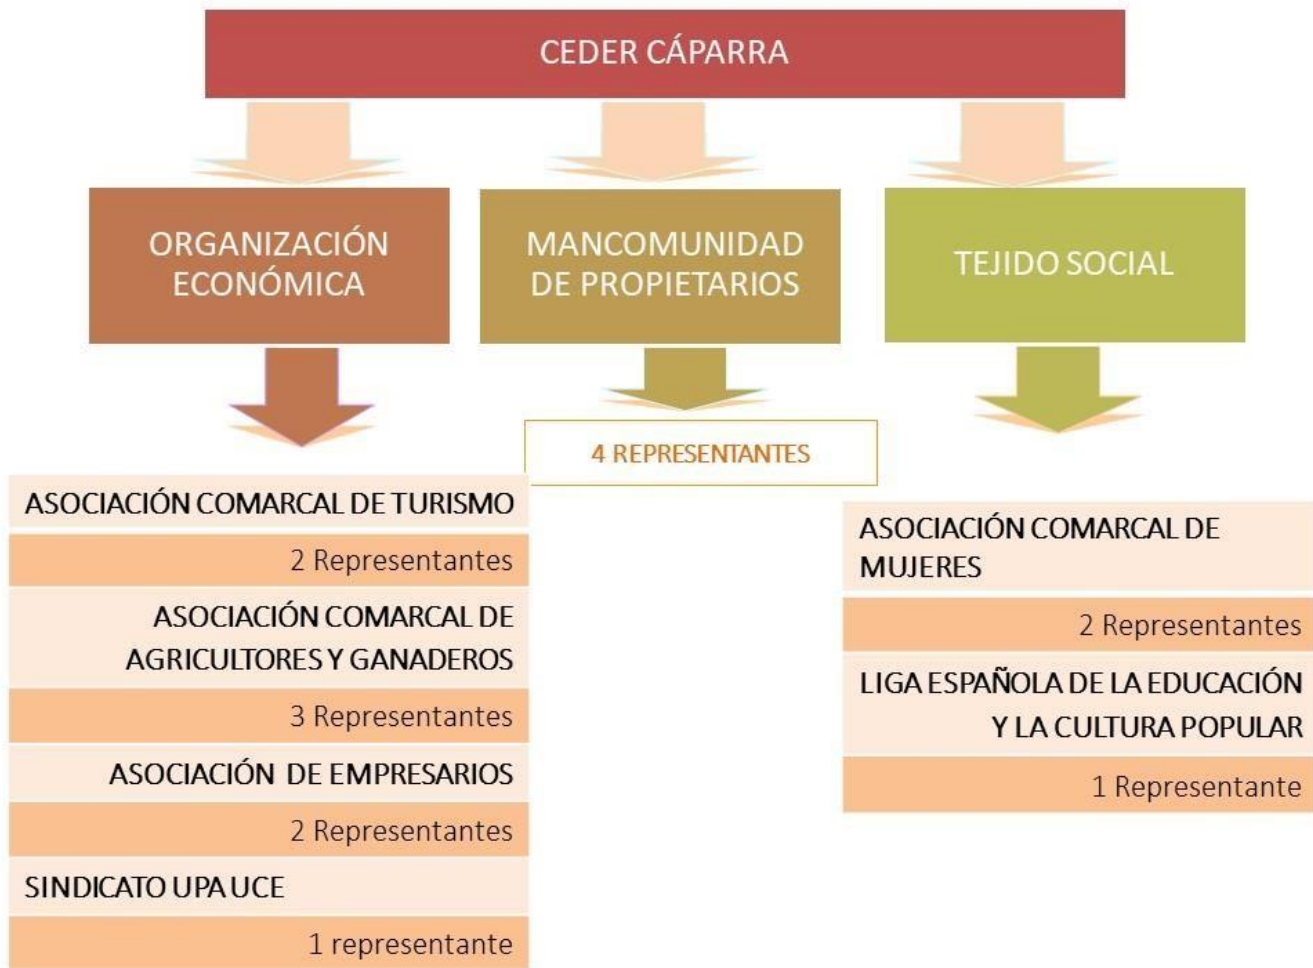 CEDER CÁPARRA
ORGANIZACIÓN
ECONÓMICA
MANCOMUNIDAD
DE PROPIETARIOS
TEJIDO SOCIAL
4 REPRESENTANTES
ASOCIACIÓN COMARCAL DE TURISMO
2 Representantes
ASOCIACIÓN COMARCAL DE
AGRICULTORES Y GANADEROS
3 Representantes
ASOCIACIÓN DE EMPRESARIOS
2 Representantes
SINDICATO UPA UCE
1 representante
ASOCIACIÓN COMARCAL DE
MUJERES
2 Representantes
LIGA ESPAÑOLA DE LA EDUCACIÓN
Y LA CULTURA POPULAR
1 Representante